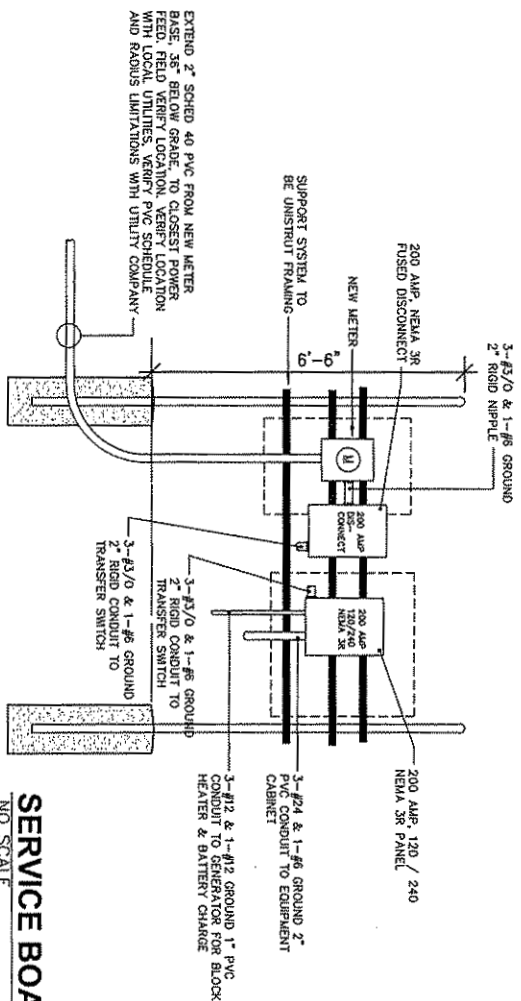 3-#3/0 & 1-#6 GROUND
2" RIGID NIPPLE
200 AMP, NEMA 3R
FUSED DISCONNECT
NEW METER
SUPPORT SYSTEM TO
BE UNISTRUT FRAMING
6'-6"
EXTEND 2" SCHED 40 PVC FROM NEW METER
BASE, 36" BELOW GRADE, TO CLOSEST POWER
FEED. FIELD VERIFY LOCATION. VERIFY LOCATION
WITH LOCAL UTILITIES, VERIFY PVC SCHEDULE
AND RADIUS LIMITATIONS WITH UTILITY COMPANY
M
200 AMP
DIS-
CONNECT
200 AMP
120/240
NEMA 3R
200 AMP, 120 / 240
NEMA 3R PANEL
3-#3/0 & 1-#6 GROUND
2" RIGID CONDUIT TO
TRANSFER SWITCH
3-#3/0 & 1-#6 GROUND
2" RIGID CONDUIT TO
TRANSFER SWITCH
3-#24 & 1-#6 GROUND 2"
PVC CONDUIT TO EQUIPMENT
CABINET
3-#12 & 1-#12 GROUND 1" PVC
CONDUIT TO GENERATOR FOR BLOCK
HEATER & BATTERY CHARGE
SERVICE BOA
NO SCALE